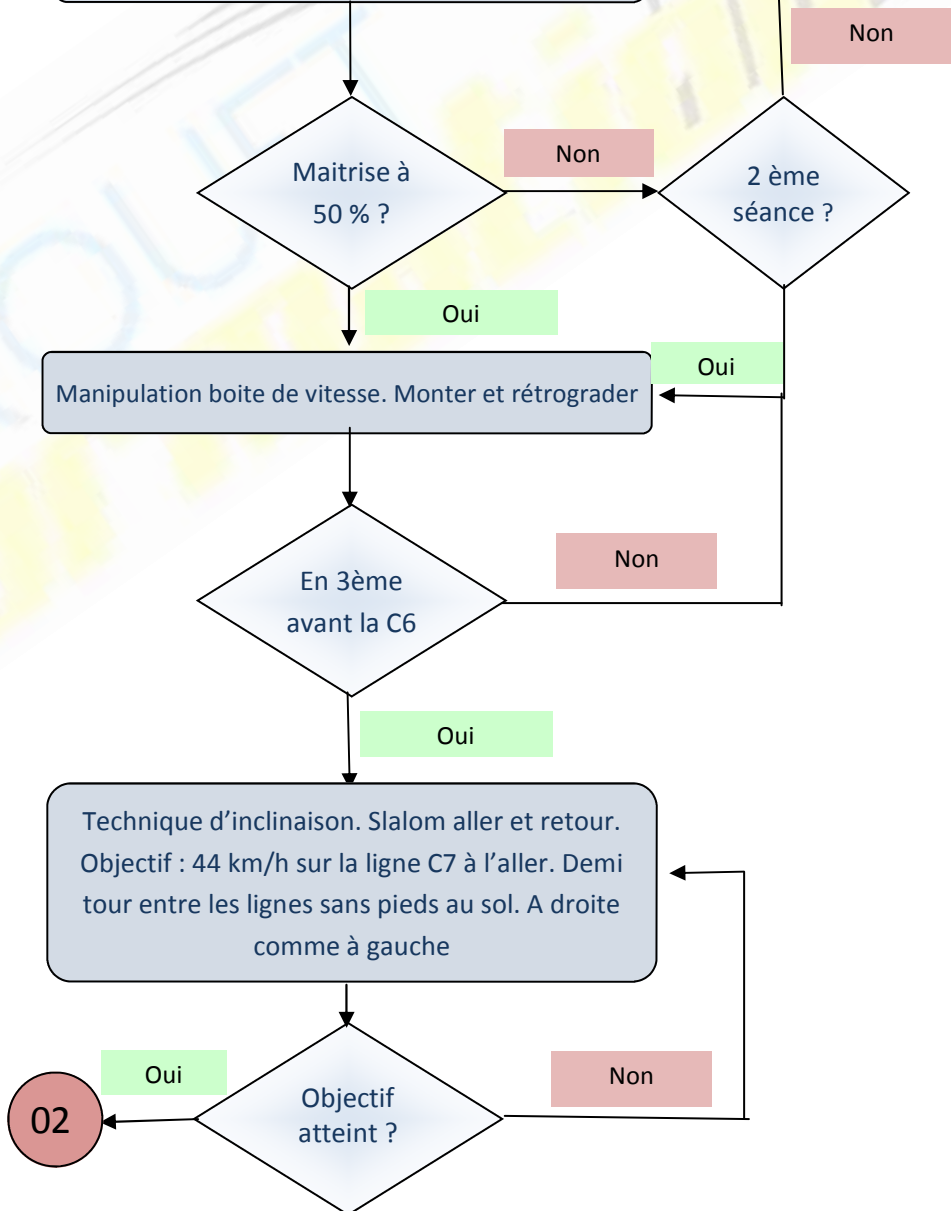 Non
Maitrise à
50 % ?
Non
2 ème
séance ?
Oui
Manipulation boite de vitesse. Monter et rétrograder
Oui
En 3ème
avant la C6
Non
Oui
Technique d’inclinaison. Slalom aller et retour.
Objectif : 44 km/h sur la ligne C7 à l’aller. Demi
tour entre les lignes sans pieds au sol. A droite
comme à gauche
Oui
Objectif
atteint ?
Non
02